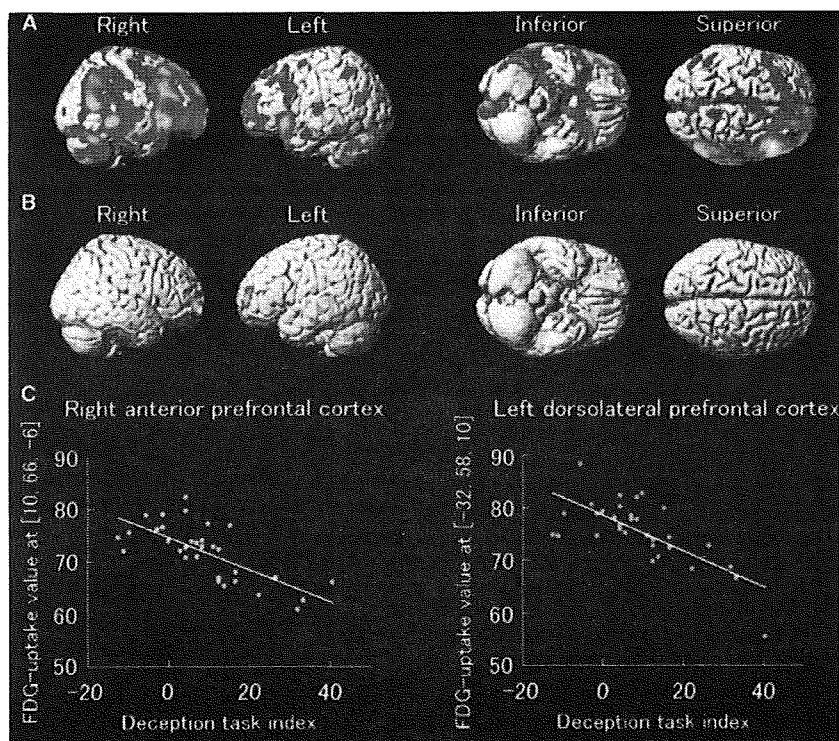 A
Right Left Inferior Superior
B
Right Left Inferior Superior
C
Right anterior prefrontal cortex
FDG-uptake value at [10, 66, -6]
90
80
70
60
50
-20 0 20 40
Deception task index
Left dorsolateral prefrontal cortex
FDG-uptake value at [-32, 58, 10]
90
80
70
60
50
-20 0 20 40
Deception task index